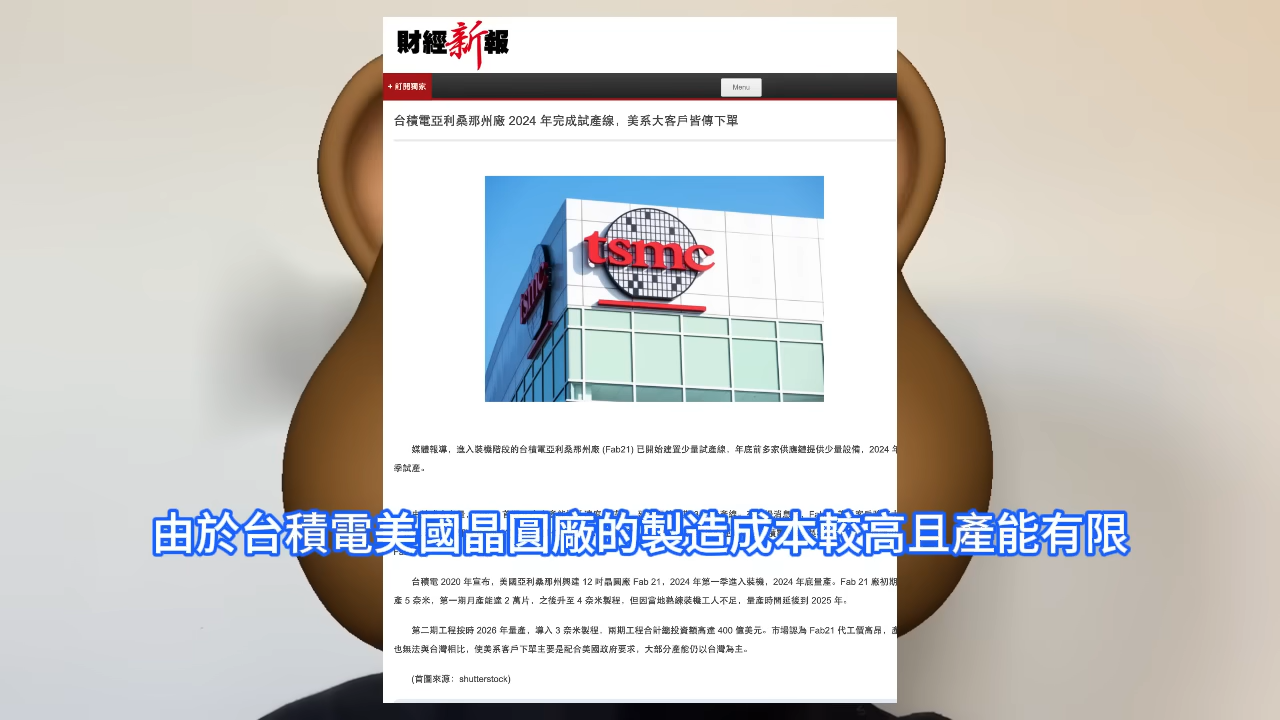 財經新報
+ 訂閱獨家
Menu
台積電亞利桑那州廠 2024 年完成試產線，美系大客戶皆傳下單
tsmc
tsmc
媒體報導，進入裝機階段的台積電亞利桑那州廠 (Fab21) 已開始建置少量試產線，年底前多家供應鏈提供少量設備，2024 年
季試產。
由於台積電美國晶圓廠的製造成本較高且產能有限
台積電 2020 年宣布，美國亞利桑那州興建 12 吋晶圓廠 Fab 21，2024 年第一季進入裝機，2024 年底量產。Fab 21 廠初期
產 5 奈米，第一期月產能達 2 萬片，之後升至 4 奈米製程，但因當地熟練裝機工人不足，量產時間延後到 2025 年。
第二期工程按時 2026 年量產，導入 3 奈米製程，兩期工程合計總投資額高達 400 億美元。市場認為 Fab21 代工價高昂，產
也無法與台灣相比，使美系客戶下單主要是配合美國政府要求，大部分產能仍以台灣為主。
(首圖來源：shutterstock)